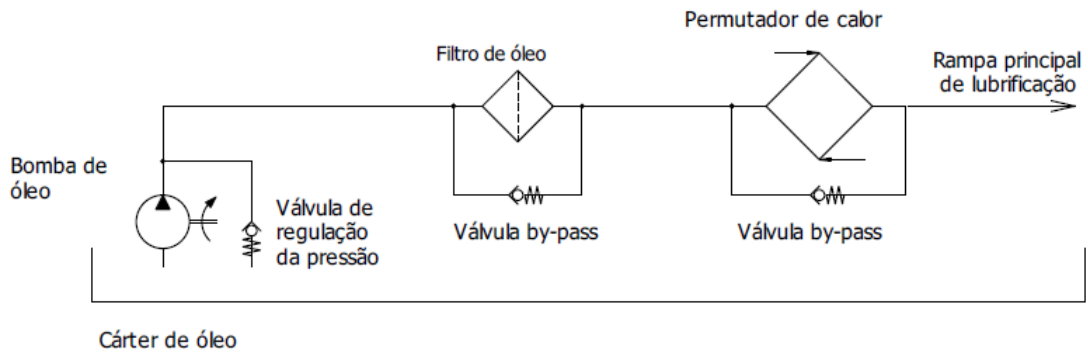 Permutador de calor
Filtro de óleo
Rampa principal
de lubrificação
Bomba de
óleo
Válvula de
regulação
da pressão
Válvula by-pass
Válvula by-pass
Cárter de óleo